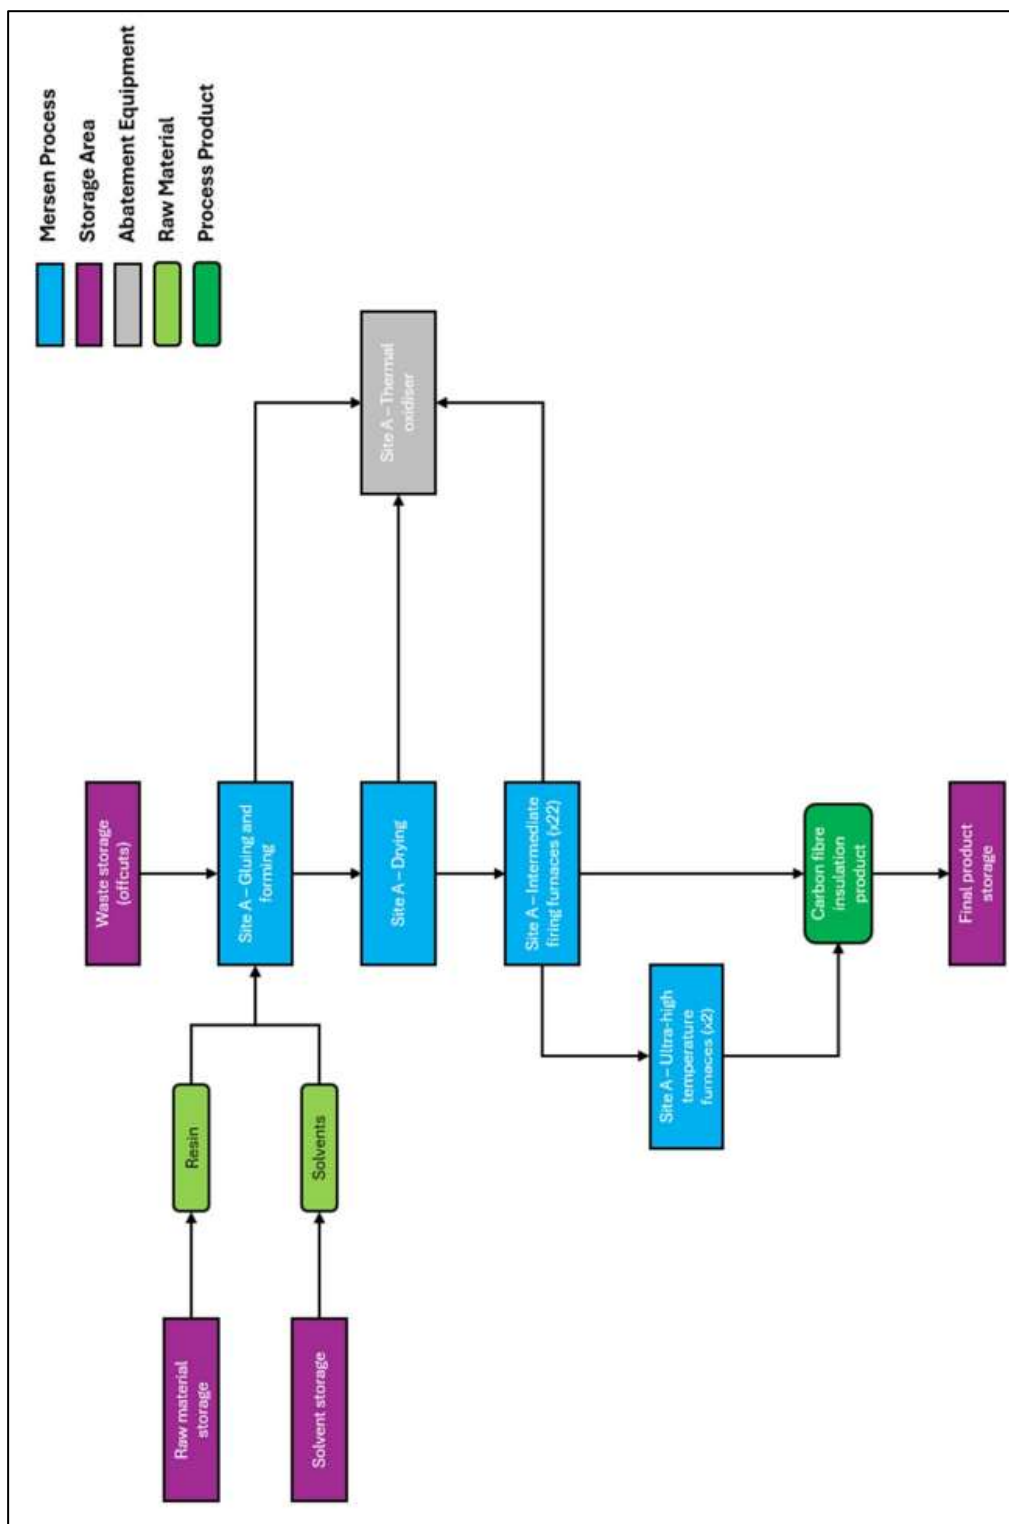 Mersen Process
Storage Area
Abatement Equipment
Raw Material
Process Product
Waste storage
(offcuts)
Raw material
storage
Resin
Site A – Gluing and
forming
Solvent storage
Solvents
Site A – Drying
Site A – Thermal
oxidiser
Site A – Intermediate
firing furnaces (x22)
Site A – Ultra-high
temperature
furnaces (x2)
Carbon fibre
insulation
product
Final product
storage